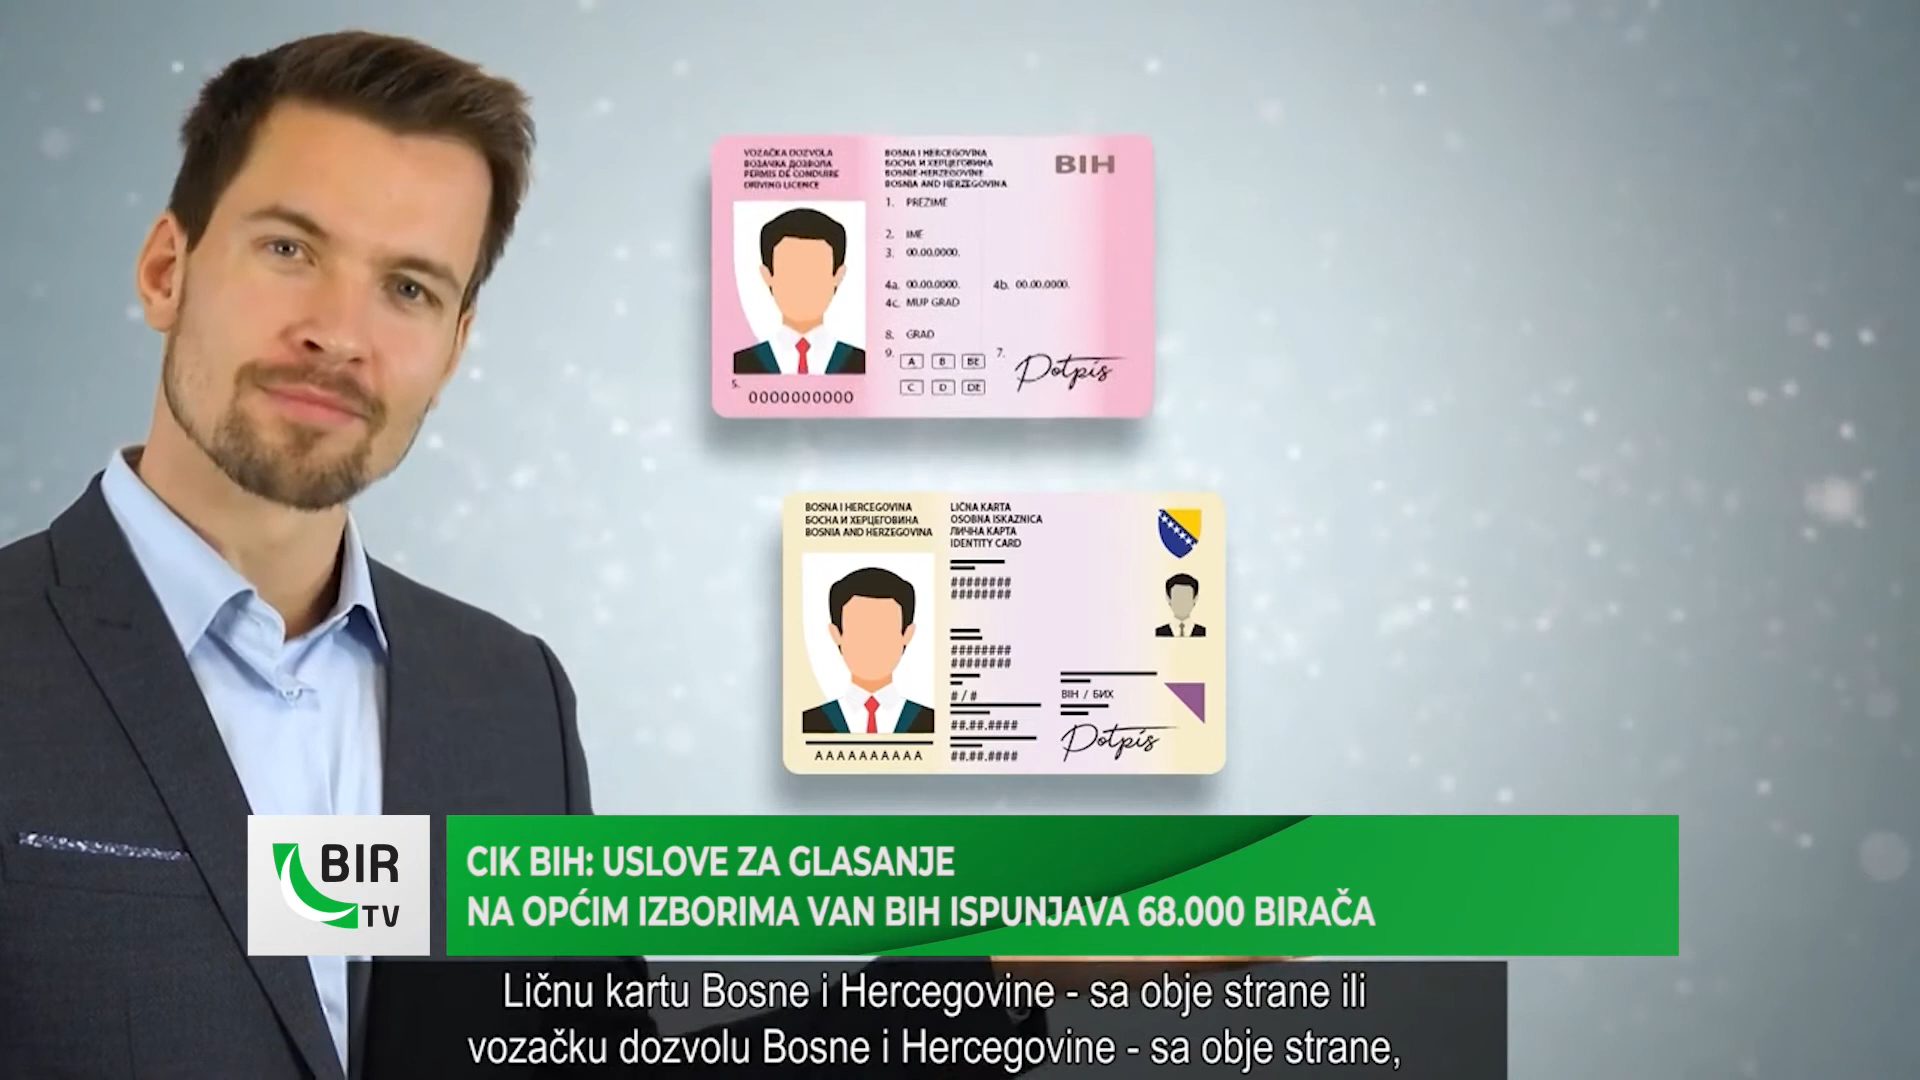 VOZAČKA DOZVOLA
ВОЗАЧКА ДОЗВОЛА
PERMIS DE CONDUIRE
DRIVING LICENCE
BOSNA I HERCEGOVINA
БОСНА И ХЕРЦЕГОВИНА
BOSNIE-HERZEGOVINE
BOSNIA AND HERZEGOVINA
BIH
1. PREZIME
2. IME
3. 00.00.0000.
4a. 00.00.0000. 4b. 00.00.0000.
4c. MUP GRAD
8. GRAD
9. A B BE
C D DE
7. Potpis
5. 0000000000
BOSNA I HERCEGOVINA
БОСНА И ХЕРЦЕГОВИНА
BOSNIA AND HERZEGOVINA
LIČNA KARTA
OSOBNA ISKAZNICA
ЛИЧНА КАРТА
IDENTITY CARD
########
########
########
########
# / #
##.##.####
##.##.####
BIH / БИХ
Potpis
AAAAAAAAAA
BIR
TV
CIK BIH: USLOVE ZA GLASANJE
NA OPĆIM IZBORIMA VAN BIH ISPUNJAVA 68.000 BIRAČA
Ličnu kartu Bosne i Hercegovine - sa obje strane ili
vozačku dozvolu Bosne i Hercegovine - sa obje strane,